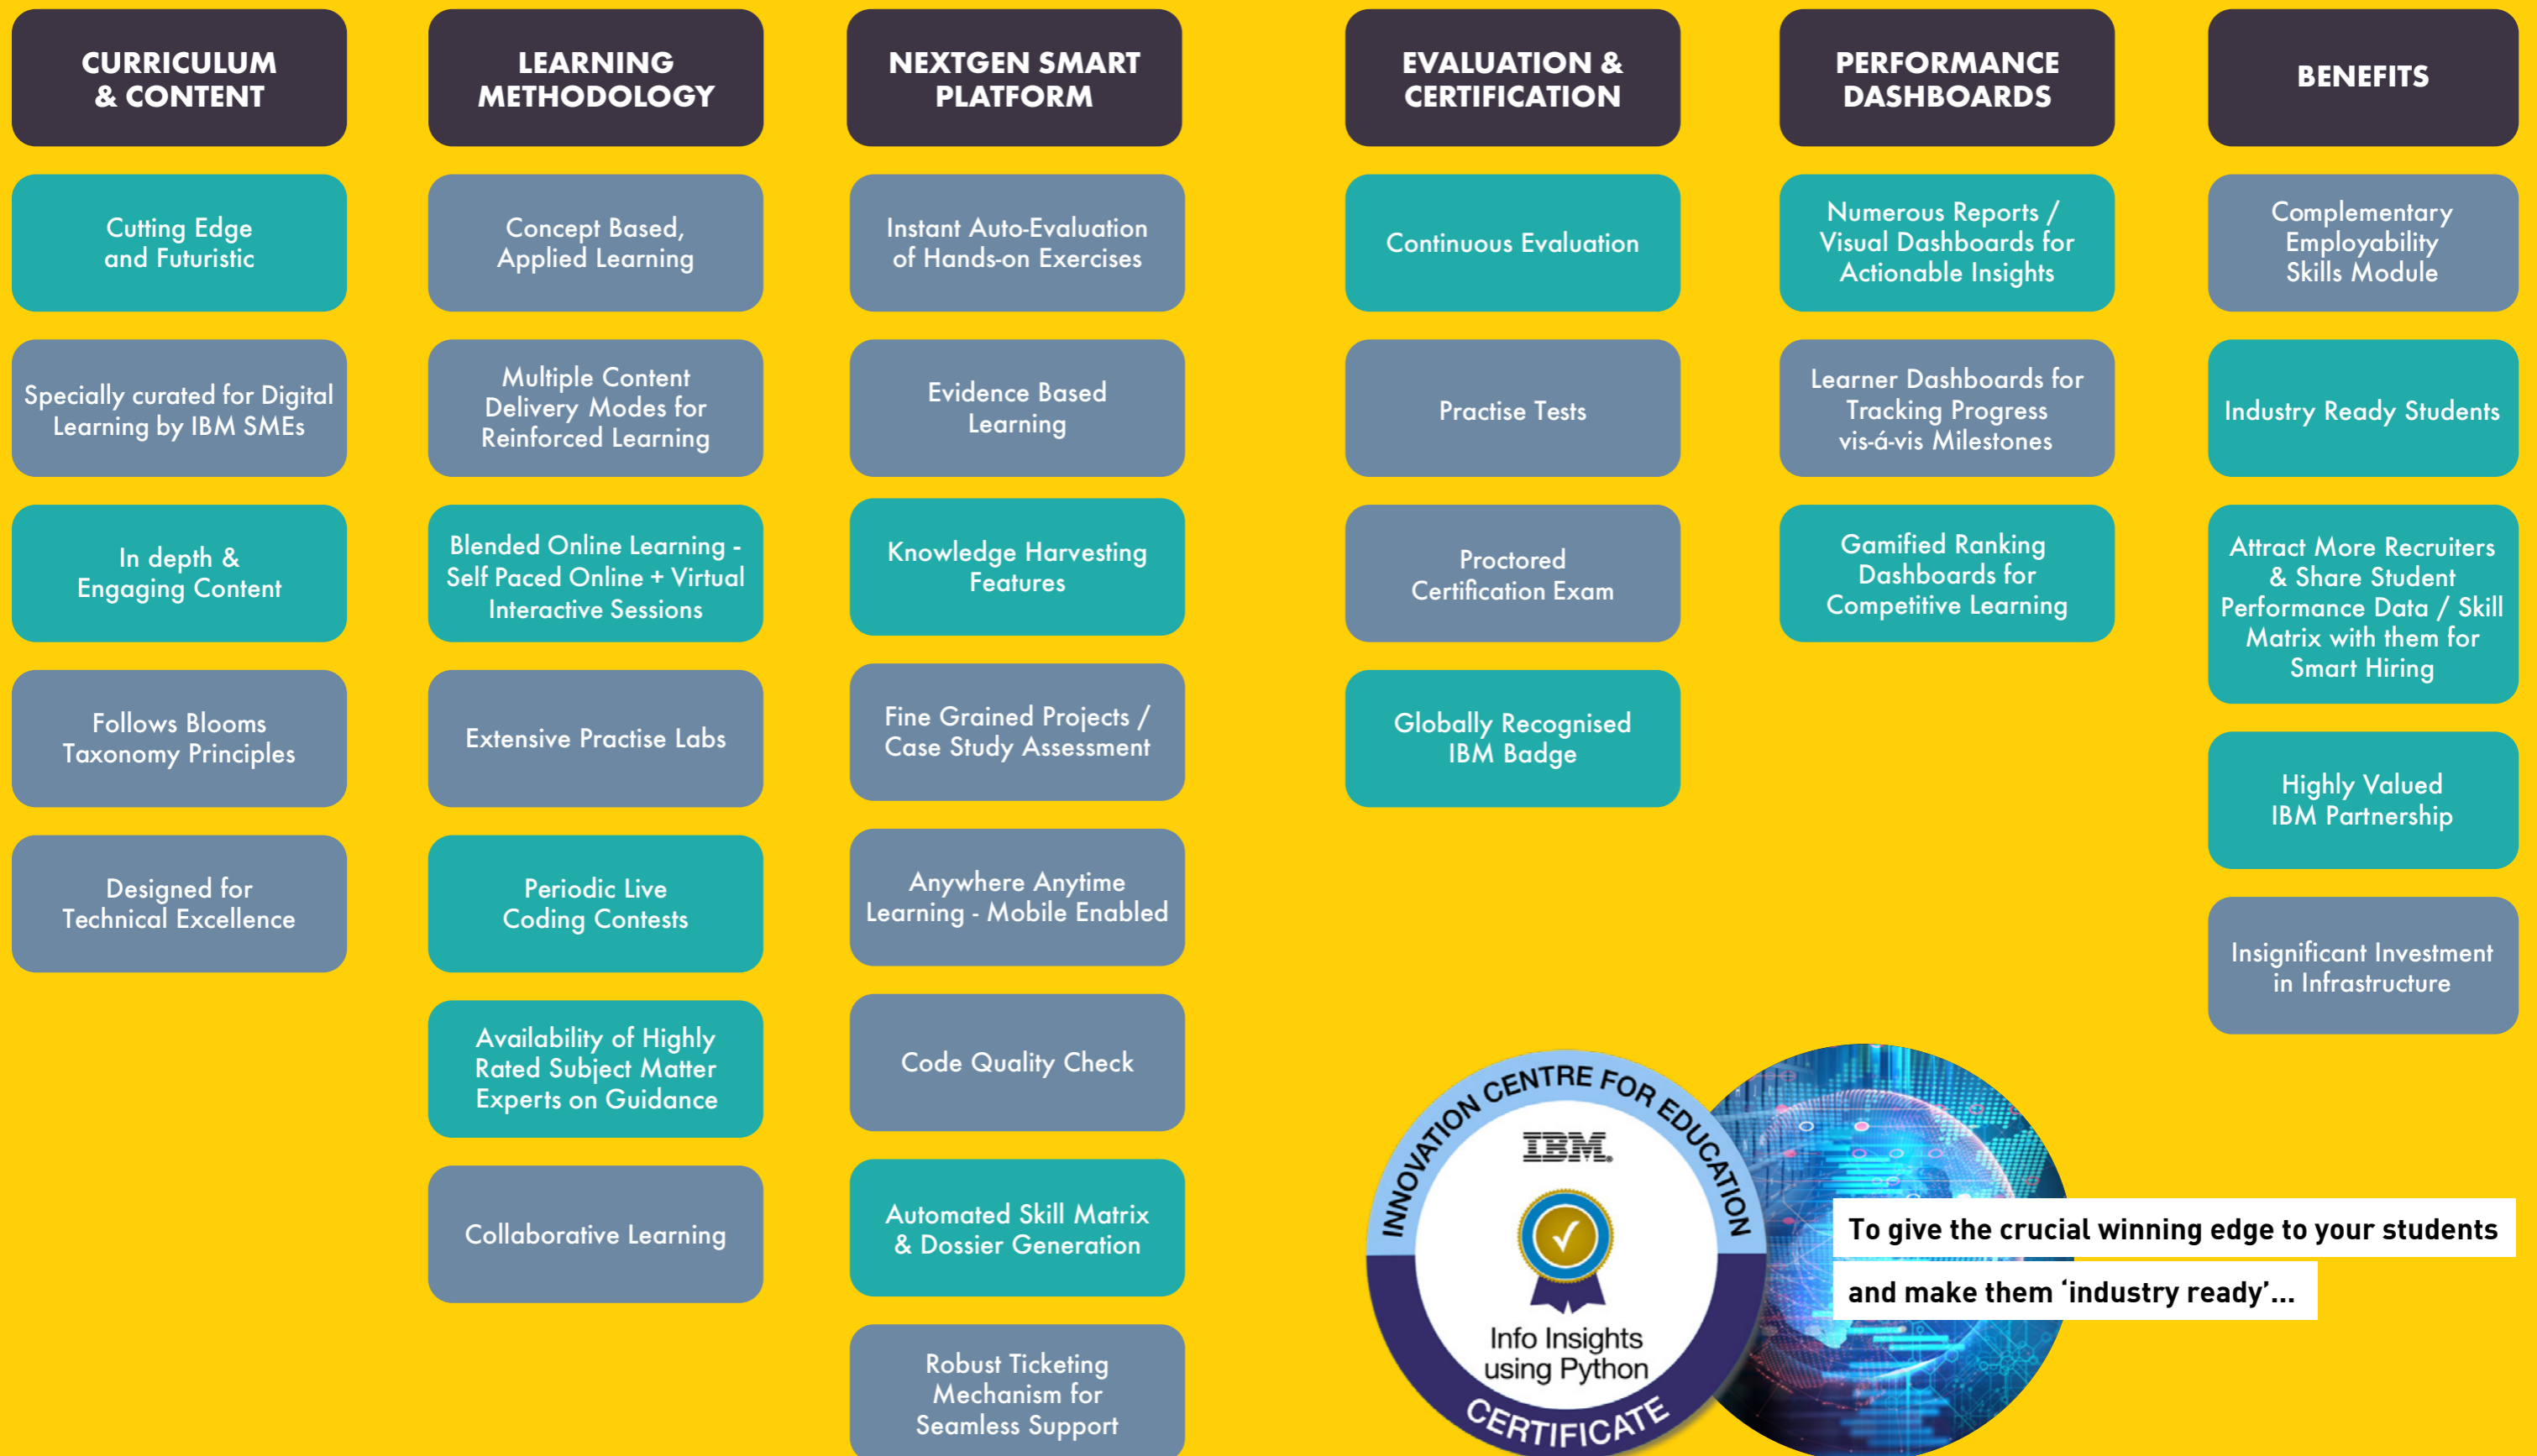 CURRICULUM
& CONTENT
Cutting Edge
and Futuristic
Specially curated for Digital
Learning by IBM SMEs
In depth &
Engaging Content
Follows Blooms
Taxonomy Principles
Designed for
Technical Excellence
LEARNING
METHODOLOGY
Concept Based,
Applied Learning
Multiple Content
Delivery Modes for
Reinforced Learning
Blended Online Learning -
Self Paced Online + Virtual
Interactive Sessions
Extensive Practise Labs
Periodic Live
Coding Contests
Availability of Highly
Rated Subject Matter
Experts on Guidance
Collaborative Learning
NEXTGEN SMART
PLATFORM
Instant Auto-Evaluation
of Hands-on Exercises
Evidence Based
Learning
Knowledge Harvesting
Features
Fine Grained Projects /
Case Study Assessment
Anywhere Anytime
Learning - Mobile Enabled
Code Quality Check
Automated Skill Matrix
& Dossier Generation
Robust Ticketing
Mechanism for
Seamless Support
EVALUATION &
CERTIFICATION
Continuous Evaluation
Practise Tests
Proctored
Certification Exam
Globally Recognised
IBM Badge
PERFORMANCE
DASHBOARDS
Numerous Reports /
Visual Dashboards for
Actionable Insights
Learner Dashboards for
Tracking Progress
vis-á-vis Milestones
Gamified Ranking
Dashboards for
Competitive Learning
BENEFITS
Complementary
Employability
Skills Module
Industry Ready Students
Attract More Recruiters
& Share Student
Performance Data / Skill
Matrix with them for
Smart Hiring
Highly Valued
IBM Partnership
Insignificant Investment
in Infrastructure
INNOVATION CENTRE FOR EDUCATION
IBM.
Info Insights
using Python
CERTIFICATE
To give the crucial winning edge to your students
and make them ‘industry ready’...